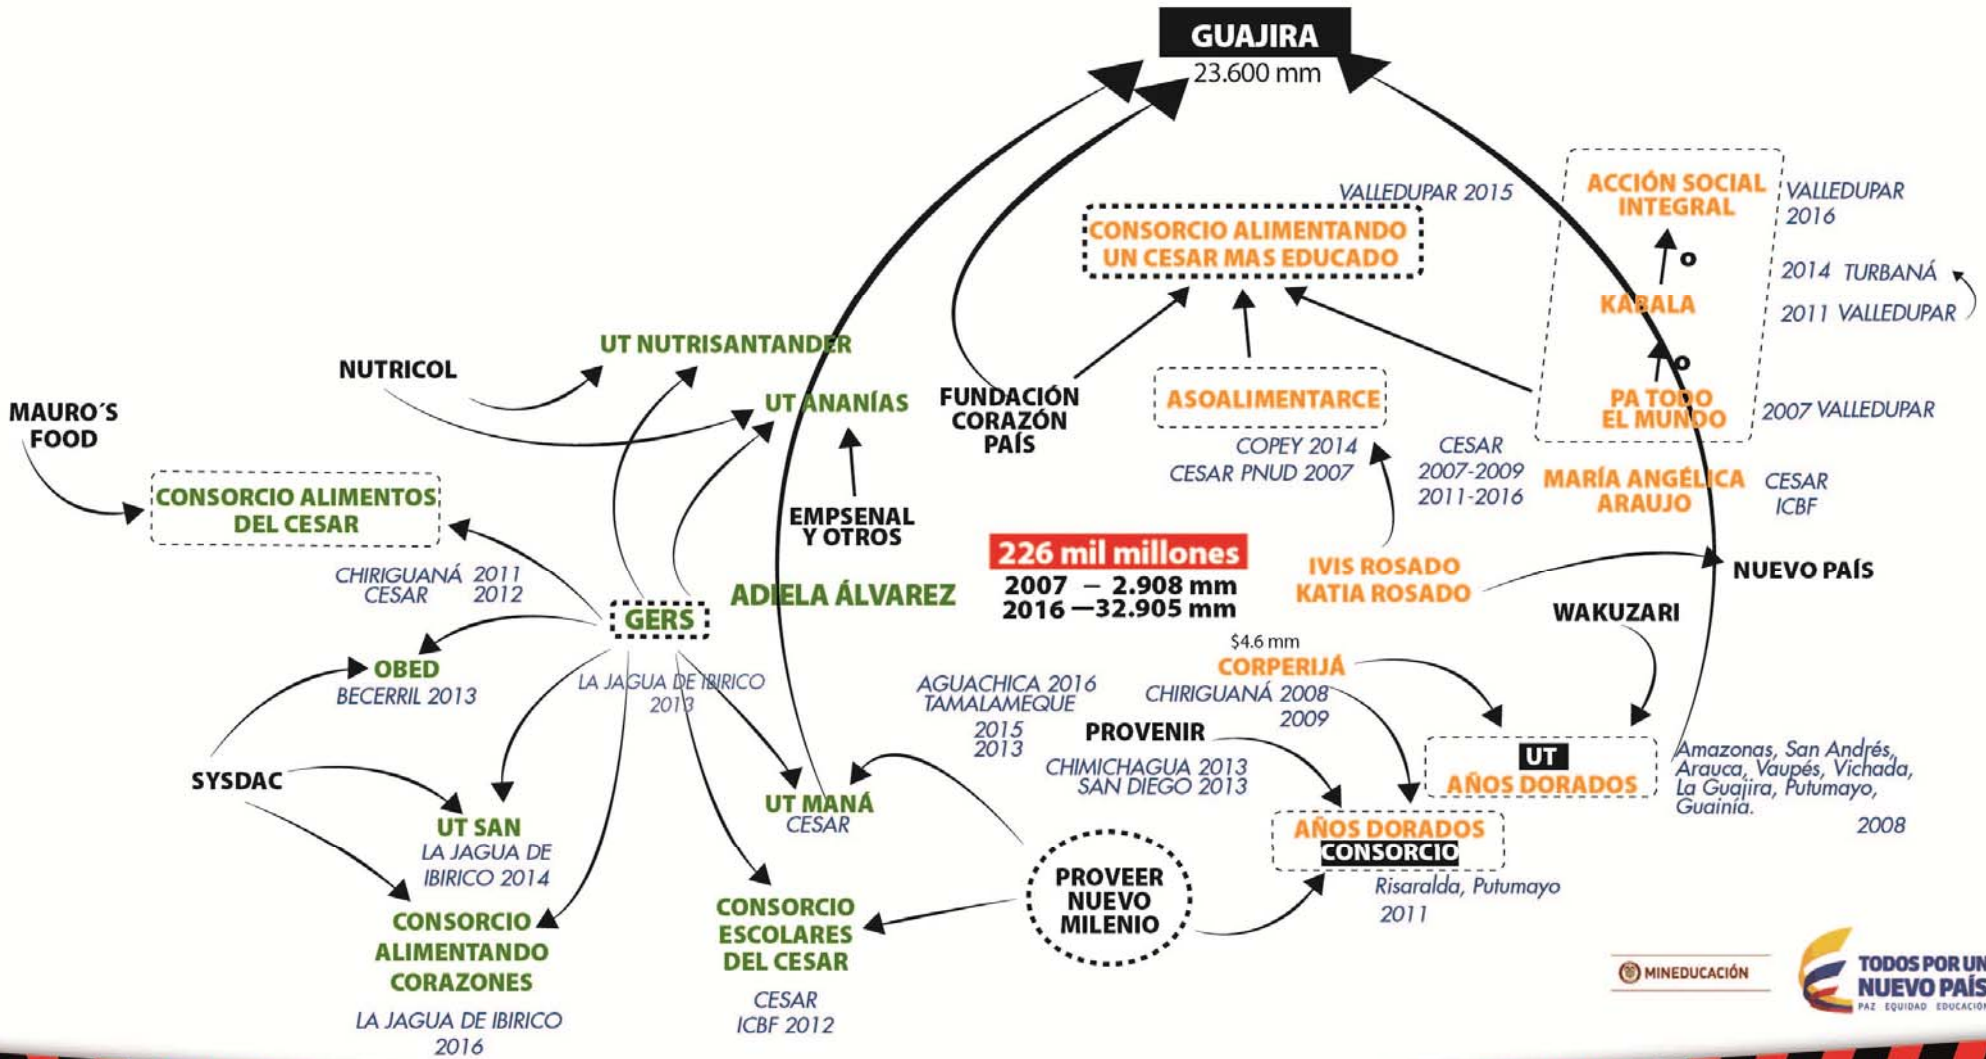 GUAJIRA
23.600 mm
VALLEDUPAR 2015
CONSORCIO ALIMENTANDO
UN CESAR MAS EDUCADO
ACCIÓN SOCIAL
INTEGRAL
VALLEDUPAR
2016
o
2014 TURBANÁ
KÁBALA
2011 VALLEDUPAR
o
PA TODO
EL MUNDO
2007 VALLEDUPAR
MARÍA ANGÉLICA
ARAUJO
CESAR
ICBF
UT NUTRISANTANDER
NUTRICOL
UT ANANÍAS
MAURO´S
FOOD
FUNDACIÓN
CORAZÓN
PAÍS
ASOALIMENTARCE
COPEY 2014
CESAR PNUD 2007
CESAR
2007-2009
2011-2016
CONSORCIO ALIMENTOS
DEL CESAR
CHIRIGUANÁ 2011
CESAR 2012
EMPSENAL
Y OTROS
226 mil millones
2007 – 2.908 mm
2016 —32.905 mm
ADIELA ÁLVAREZ
IVIS ROSADO
KATIA ROSADO
NUEVO PAÍS
WAKUZARI
GERS
OBED
BECERRIL 2013
LA JAGUA DE IBIRICO
2013
AGUACHICA 2016
TAMALAMEQUE
2015
2013
$4.6 mm
CORPERIJÁ
CHIRIGUANÁ 2008
2009
PROVENIR
CHIMICHAGUA 2013
SAN DIEGO 2013
UT
AÑOS DORADOS
Amazonas, San Andrés,
Arauca, Vaupés, Vichada,
La Guajira, Putumayo,
Guainía.
2008
SYSDAC
UT SAN
LA JAGUA DE
IBIRICO 2014
UT MANÁ
CESAR
AÑOS DORADOS
CONSORCIO
Risaralda, Putumayo
2011
PROVEER
NUEVO
MILENIO
CONSORCIO
ALIMENTANDO
CORAZONES
LA JAGUA DE IBIRICO
2016
CONSORCIO
ESCOLARES
DEL CESAR
CESAR
ICBF 2012
MINEDUCACIÓN
TODOS POR UN
NUEVO PAÍS
PAZ EQUIDAD EDUCACIÓN